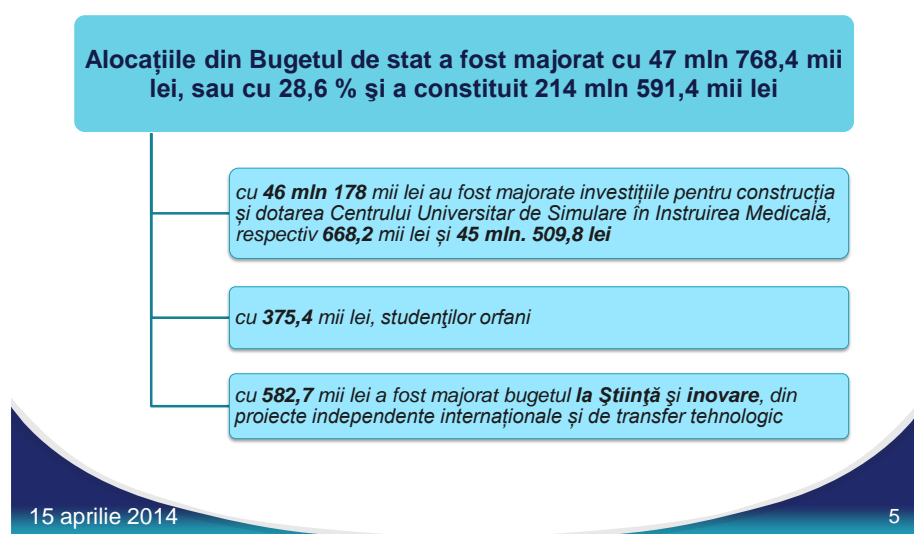 Alocațiile din Bugetul de stat a fost majorat cu 47 mln 768,4 mii
lei, sau cu 28,6 % şi a constituit 214 mln 591,4 mii lei
cu 46 mln 178 mii lei au fost majorate investițiile pentru construcția
și dotarea Centrului Universitar de Simulare în Instruirea Medicală,
respectiv 668,2 mii lei și 45 mln. 509,8 lei
cu 375,4 mii lei, studenţilor orfani
cu 582,7 mii lei a fost majorat bugetul la Ştiinţă şi inovare, din
proiecte independente internaționale și de transfer tehnologic
15 aprilie 2014
5